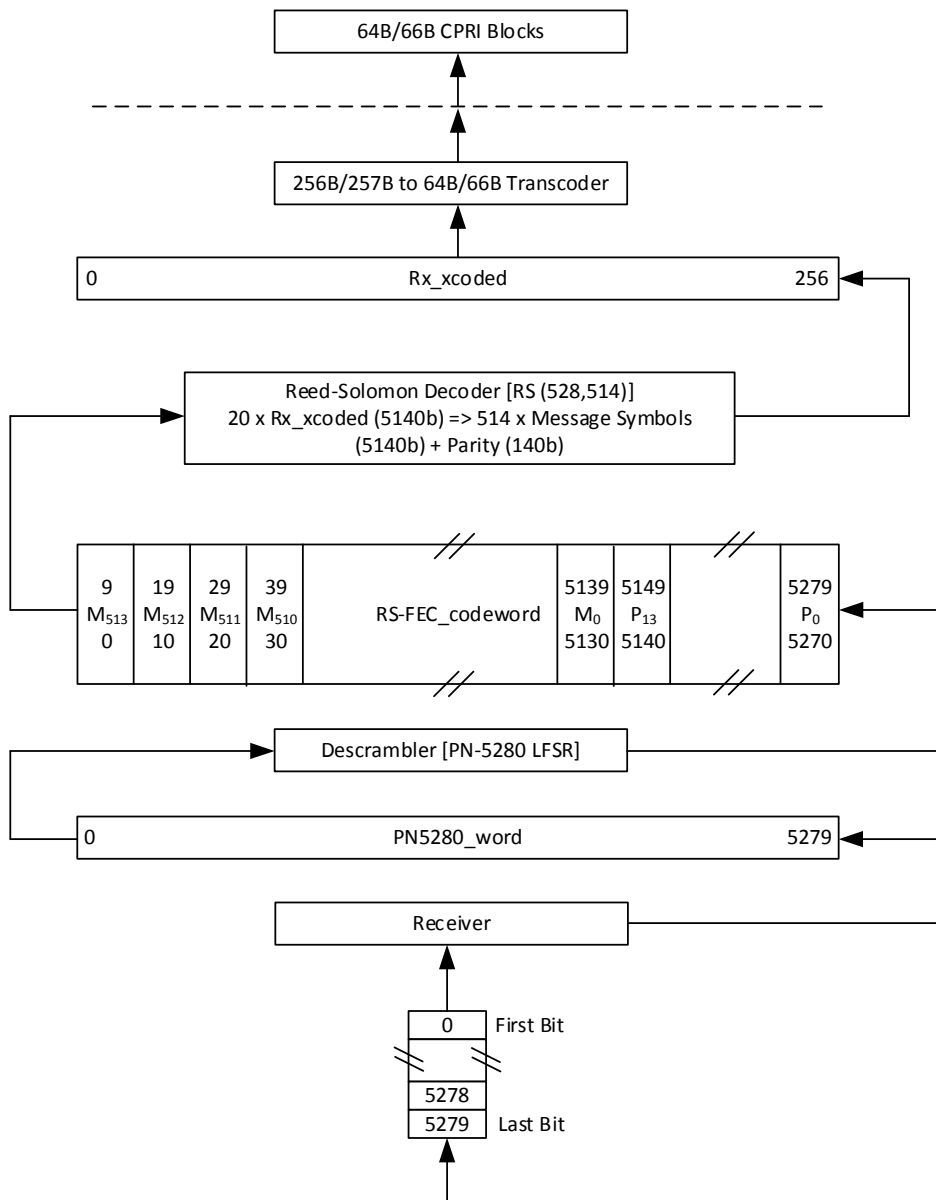 64B/66B CPRI Blocks
256B/257B to 64B/66B Transcoder
0 Rx_xcoded 256
Reed-Solomon Decoder [RS (528,514)]
20 x Rx_xcoded (5140b) => 514 x Message Symbols
(5140b) + Parity (140b)
9 19 29 39 5139 5149 5279
M₅₁₃ M₅₁₂ M₅₁₁ M₅₁₀ RS-FEC_codeword M₀ P₁₃ P₀
0 10 20 30 5130 5140 5270
Descrambler [PN-5280 LFSR]
0 PN5280_word 5279
Receiver
0 First Bit
5278
5279 Last Bit